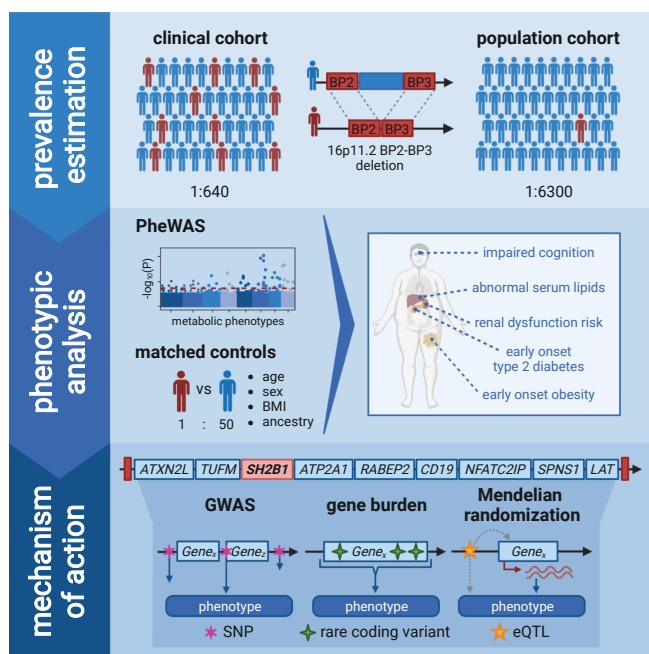 prevalence
estimation
clinical cohort
1:640
BP2
BP3
BP2
BP3
16p11.2 BP2-BP3
deletion
population cohort
1:6300
phenotypic
analysis
PheWAS
-log₁₀(P)
metabolic phenotypes
matched controls
vs
1 : 50
• age
• sex
• BMI
• ancestry
impaired cognition
abnormal serum lipids
renal dysfunction risk
early onset
type 2 diabetes
early onset obesity
mechanism
of action
ATXN2L TUFM SH2B1 ATP2A1 RABEP2 CD19 NFATC2IP SPNS1 LAT
GWAS
Geneₓ
Gene_z
phenotype
SNP
gene burden
Geneₓ
phenotype
rare coding variant
Mendelian
randomization
Geneₓ
phenotype
eQTL